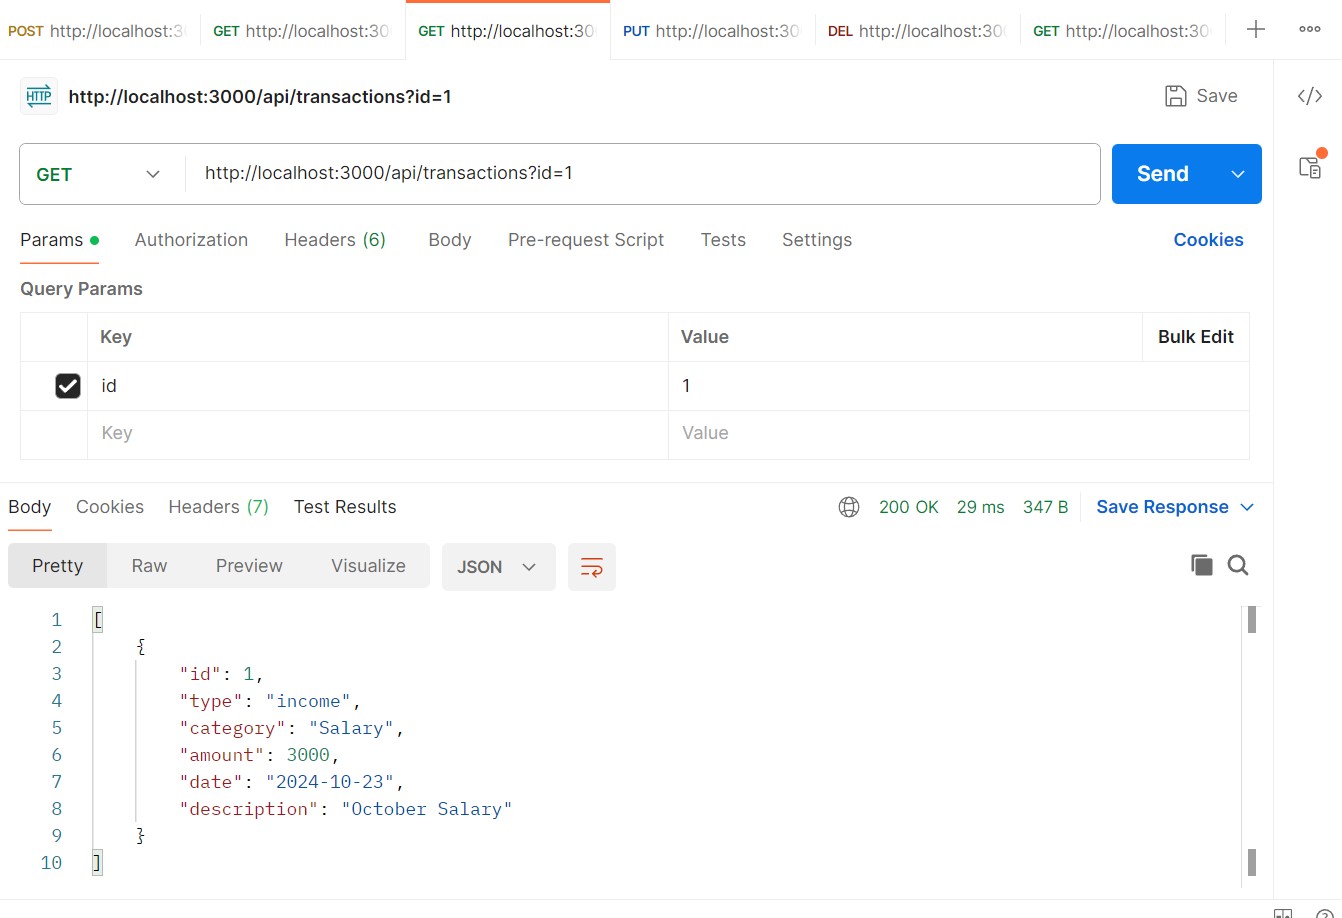 POST http://localhost:3 GET http://localhost:30 GET http://localhost:30 PUT http://localhost:30 DEL http://localhost:30 GET http://localhost:30
HTTP http://localhost:3000/api/transactions?id=1 Save </>
GET http://localhost:3000/api/transactions?id=1 Send
Params Authorization Headers (6) Body Pre-request Script Tests Settings Cookies
Query Params
Key Value Bulk Edit
id 1
Key Value
Body Cookies Headers (7) Test Results 200 OK 29 ms 347 B Save Response
Pretty Raw Preview Visualize JSON
1 [
2 {
3 "id": 1,
4 "type": "income",
5 "category": "Salary",
6 "amount": 3000,
7 "date": "2024-10-23",
8 "description": "October Salary"
9 }
10 ]